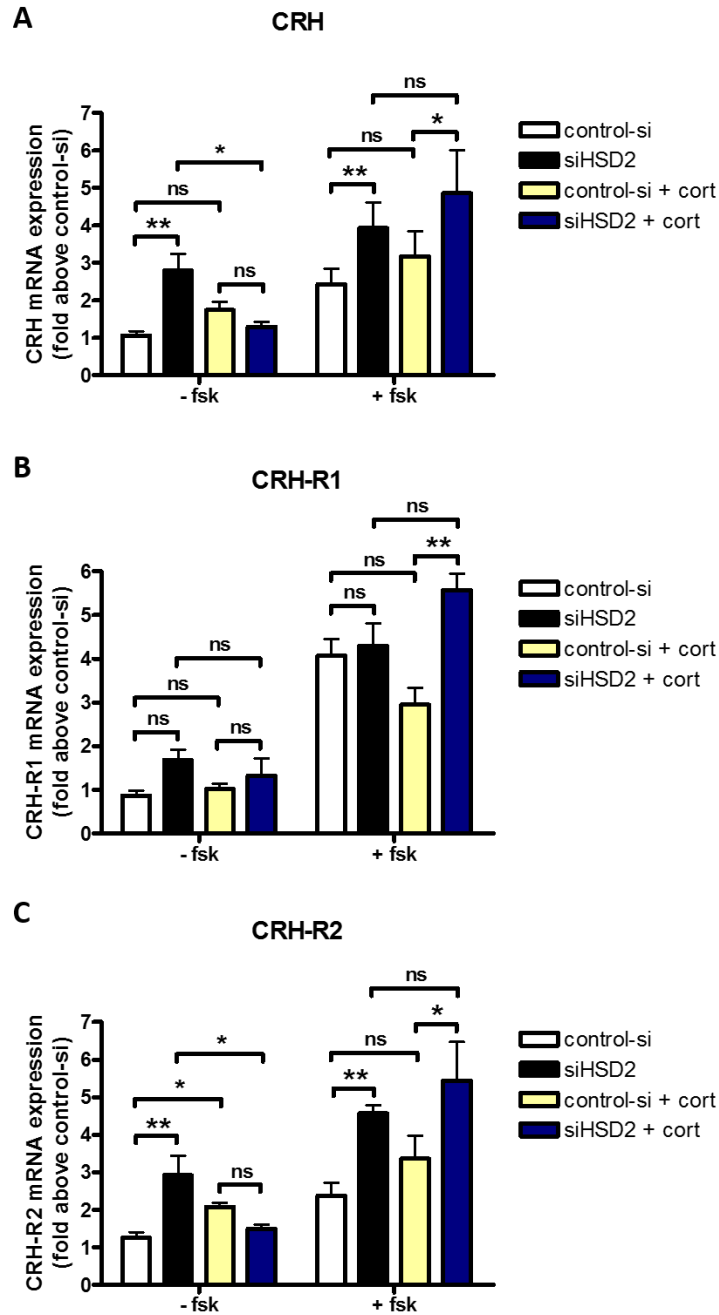 A
CRH
CRH mRNA expression
(fold above control-si)
7
6
5
4
3
2
1
0
ns
ns
*
*
ns
**
**
ns
- fsk
+ fsk
control-si
siHSD2
control-si + cort
siHSD2 + cort
B
CRH-R1
CRH-R1 mRNA expression
(fold above control-si)
6
5
4
3
2
1
0
ns
ns
**
ns
ns
ns
ns
ns
- fsk
+ fsk
control-si
siHSD2
control-si + cort
siHSD2 + cort
C
CRH-R2
CRH-R2 mRNA expression
(fold above control-si)
7
6
5
4
3
2
1
0
ns
*
ns
*
*
**
**
ns
- fsk
+ fsk
control-si
siHSD2
control-si + cort
siHSD2 + cort